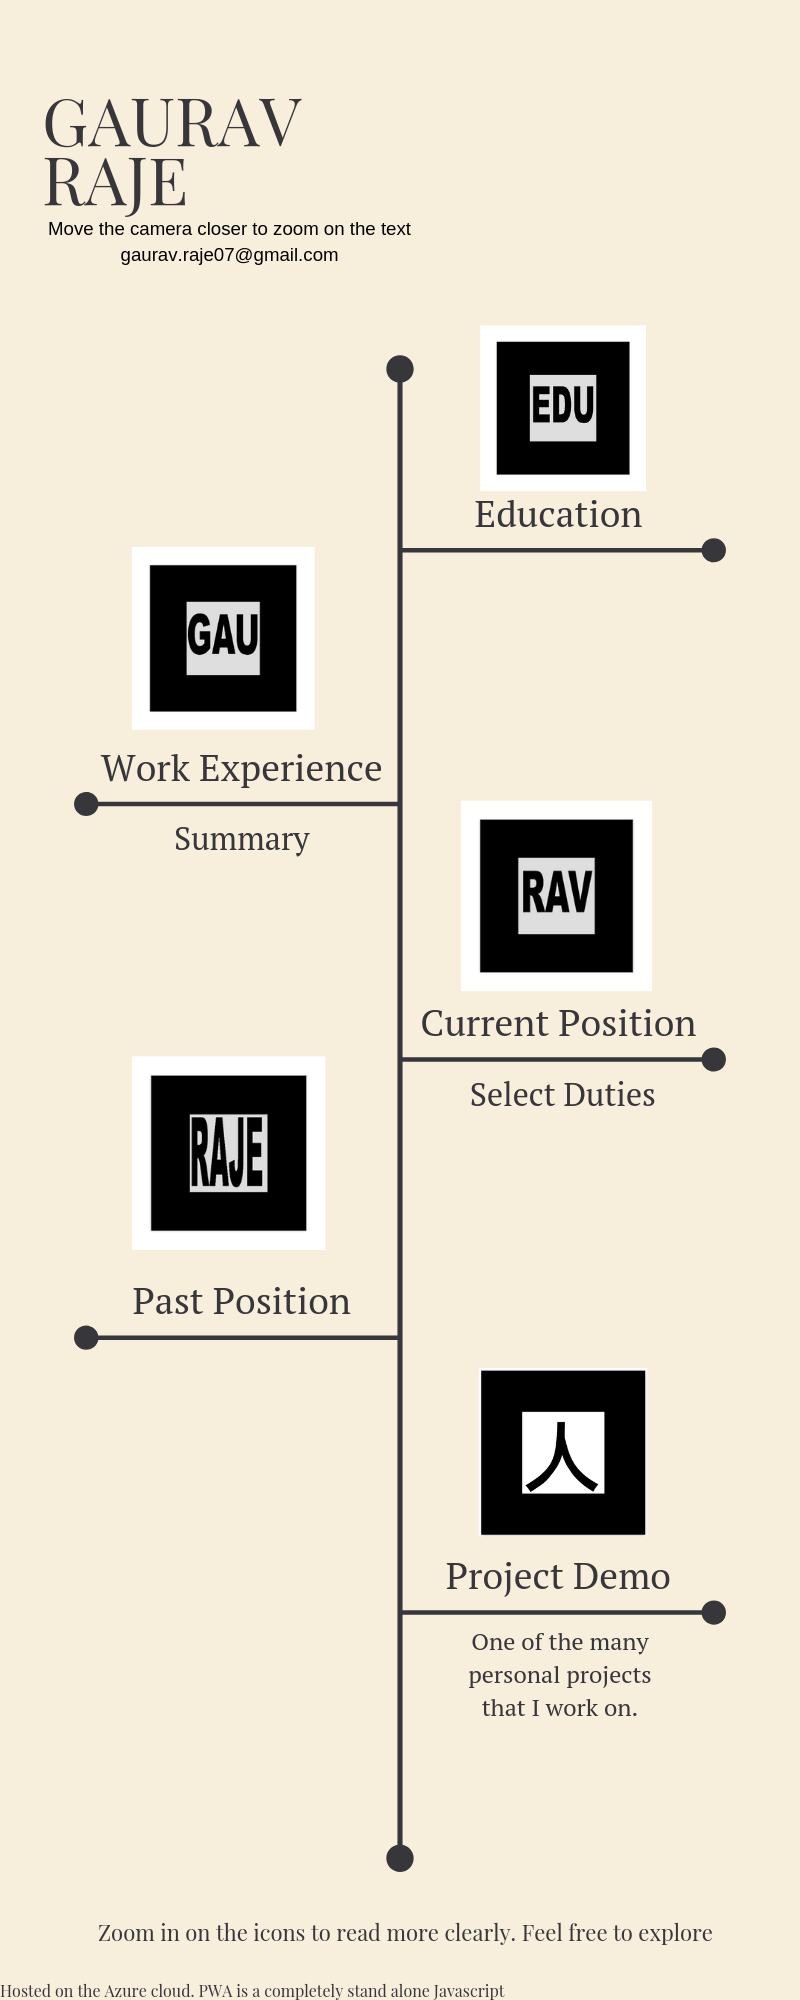 GAURAV
RAJE
Move the camera closer to zoom on the text
gaurav.raje07@gmail.com
EDU
Education
GAU
Work Experience
Summary
RAV
Current Position
Select Duties
RAJE
Past Position
人
Project Demo
One of the many
personal projects
that I work on.
Zoom in on the icons to read more clearly. Feel free to explore
Hosted on the Azure cloud. PWA is a completely stand alone Javascript